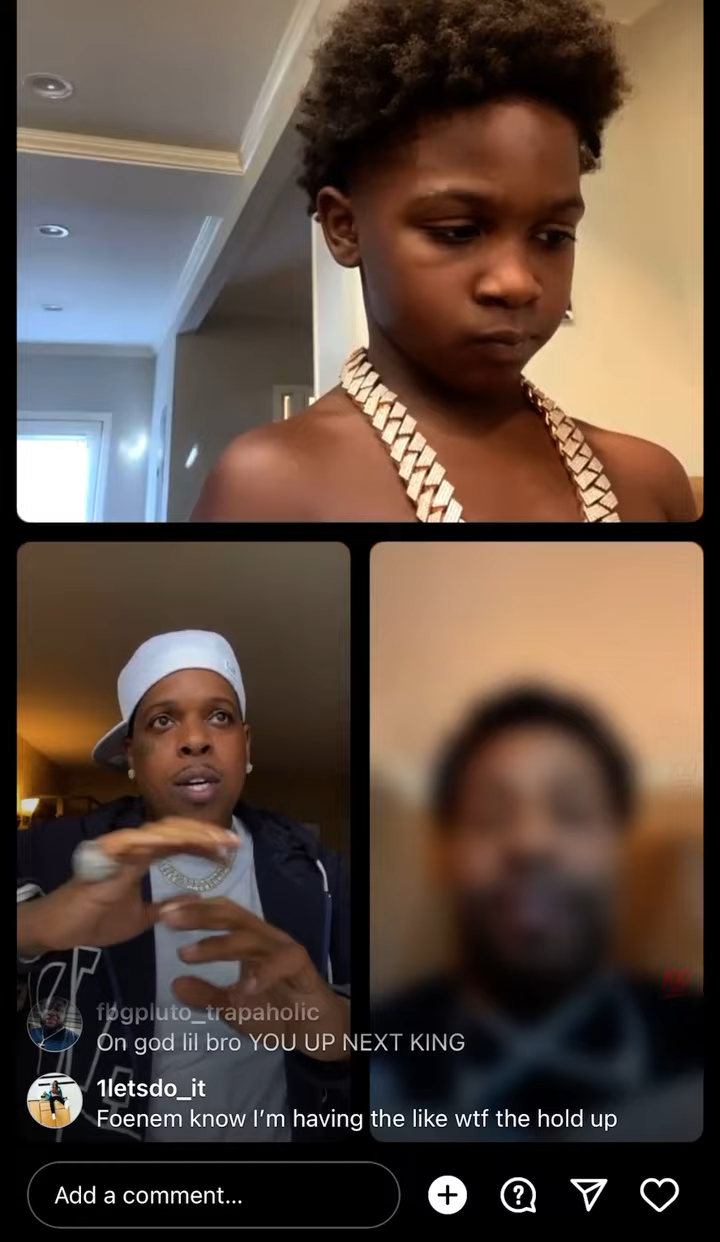 fbgpluto_trapaholic
On god lil bro YOU UP NEXT KING
1letsdo_it
Foenem know I’m having the like wtf the hold up
Add a comment...